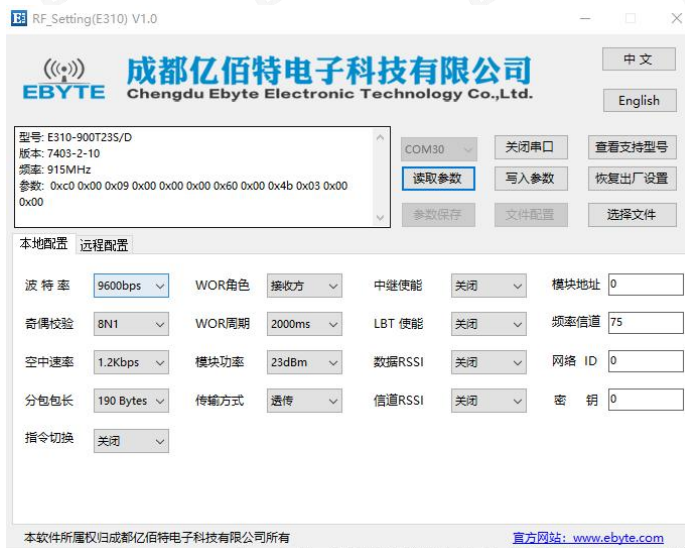 RF_Setting(E310) V1.0
EBYTE
成都亿佰特电子科技有限公司
Chengdu Ebyte Electronic Technology Co.,Ltd.
中 文
English
型号: E310-900T23S/D
版本: 7403-2-10
频率: 915MHz
参数: 0xc0 0x00 0x09 0x00 0x00 0x00 0x60 0x00 0x4b 0x03 0x00
0x00
COM30 关闭串口 查看支持型号
读取参数 写入参数 恢复出厂设置
参数保存 文件配置 选择文件
本地配置 远程配置
波 特 率 9600bps WOR角色 接收方 中继使能 关闭 模块地址 0
奇偶校验 8N1 WOR周期 2000ms LBT 使能 关闭 频率信道 75
空中速率 1.2Kbps 模块功率 23dBm 数据RSSI 关闭 网络 ID 0
分包包长 190 Bytes 传输方式 透传 信道RSSI 关闭 密 钥 0
指令切换 关闭
本软件所属权归成都亿佰特电子科技有限公司所有 官方网站：www.ebyte.com